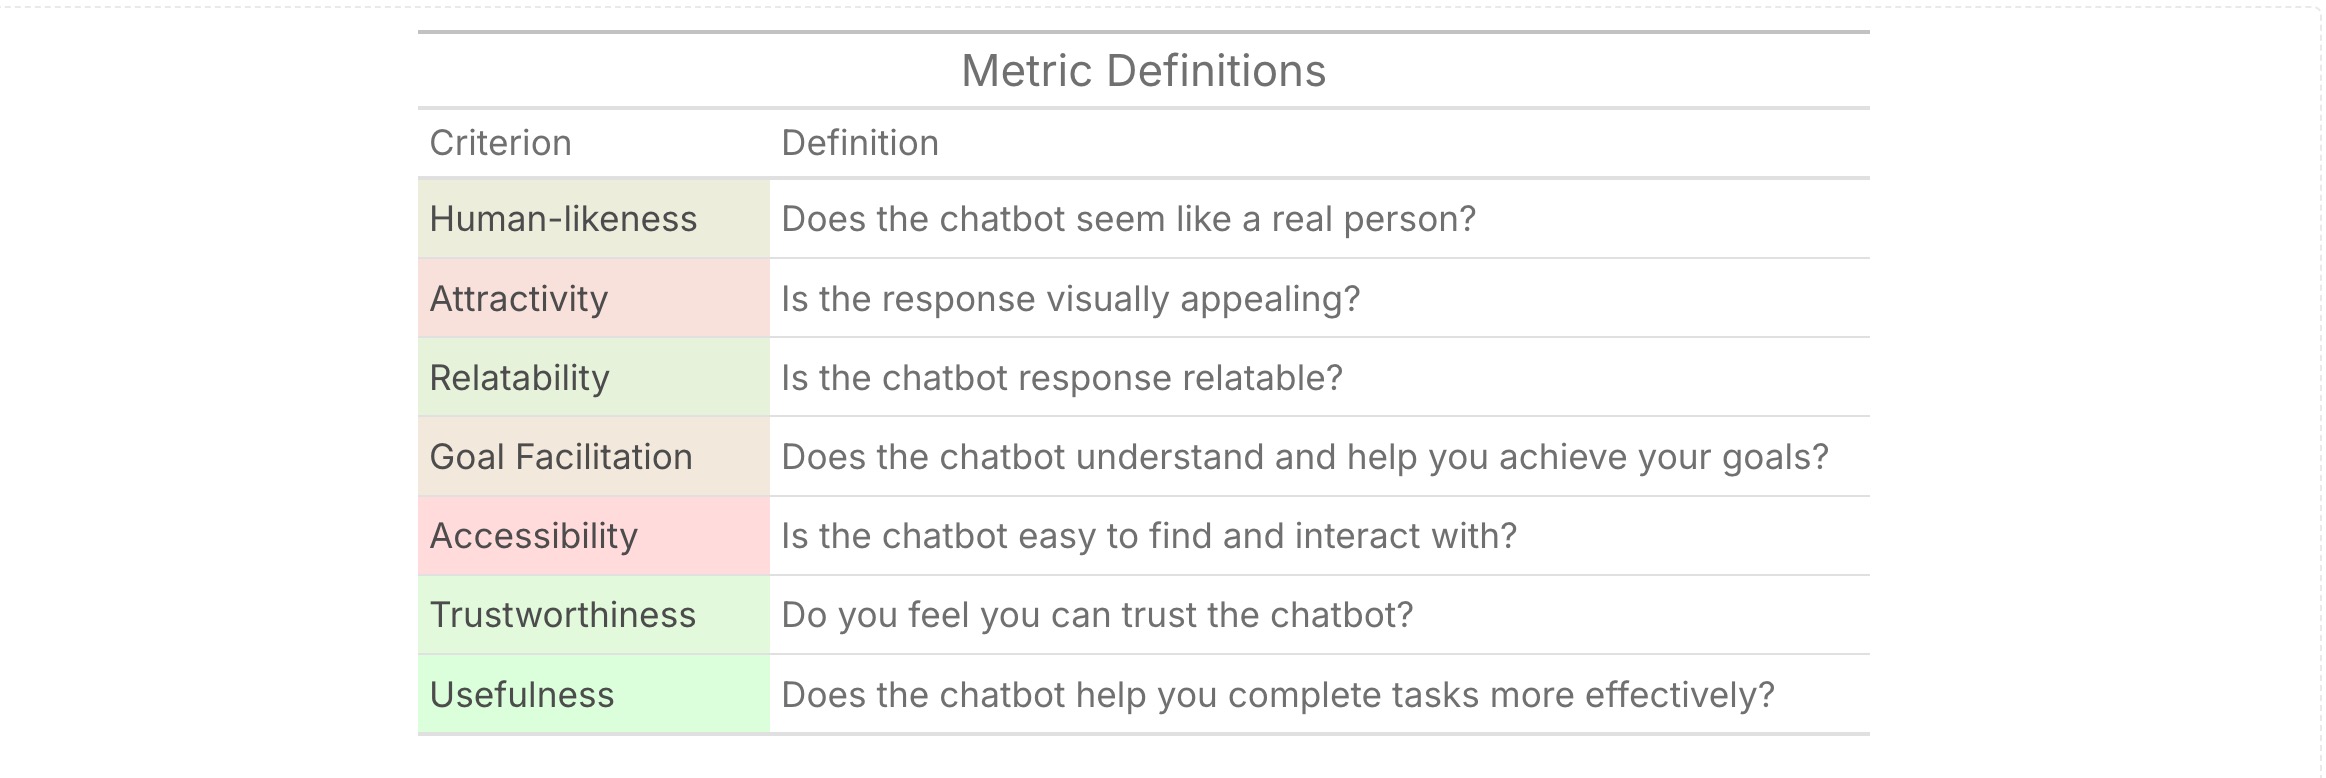 Metric Definitions
Criterion Definition
Human-likeness Does the chatbot seem like a real person?
Attractivity Is the response visually appealing?
Relatability Is the chatbot response relatable?
Goal Facilitation Does the chatbot understand and help you achieve your goals?
Accessibility Is the chatbot easy to find and interact with?
Trustworthiness Do you feel you can trust the chatbot?
Usefulness Does the chatbot help you complete tasks more effectively?